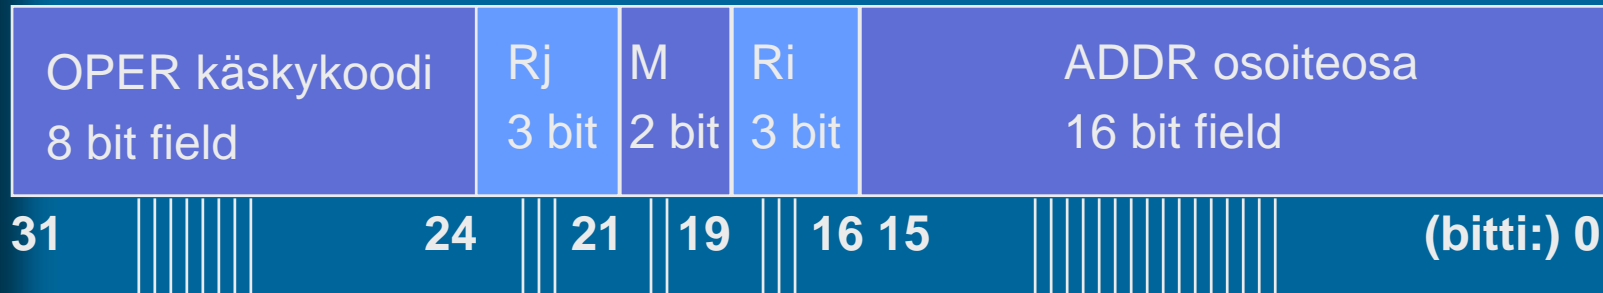 OPER käskykoodi
8 bit field
Rj
3 bit
M
2 bit
Ri
3 bit
ADDR osoiteosa
16 bit field
31 24 21 19 16 15 (bitti:) 0